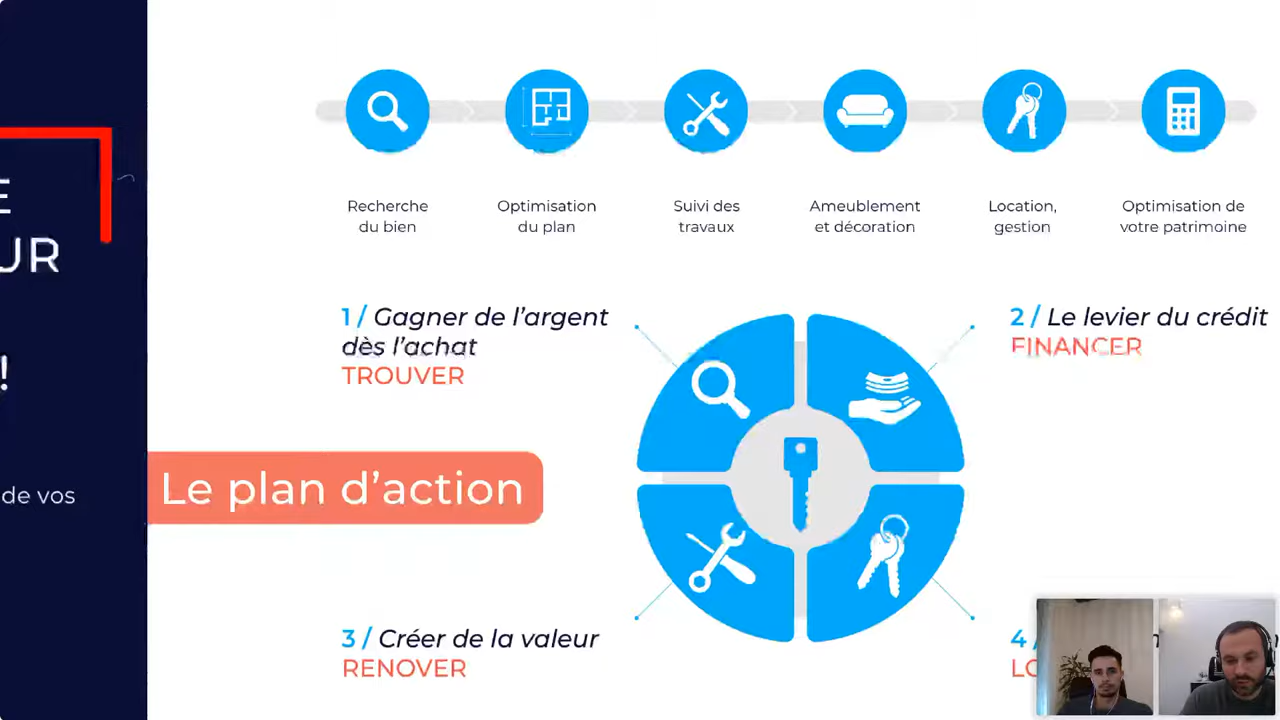 E
UR
!
de vos
Recherche
du bien
Optimisation
du plan
Suivi des
travaux
Ameublement
et décoration
Location,
gestion
Optimisation de
votre patrimoine
1 / Gagner de l'argent
dès l'achat
TROUVER
2 / Le levier du crédit
FINANCER
Le plan d'action
3 / Créer de la valeur
RENOVER
4 /